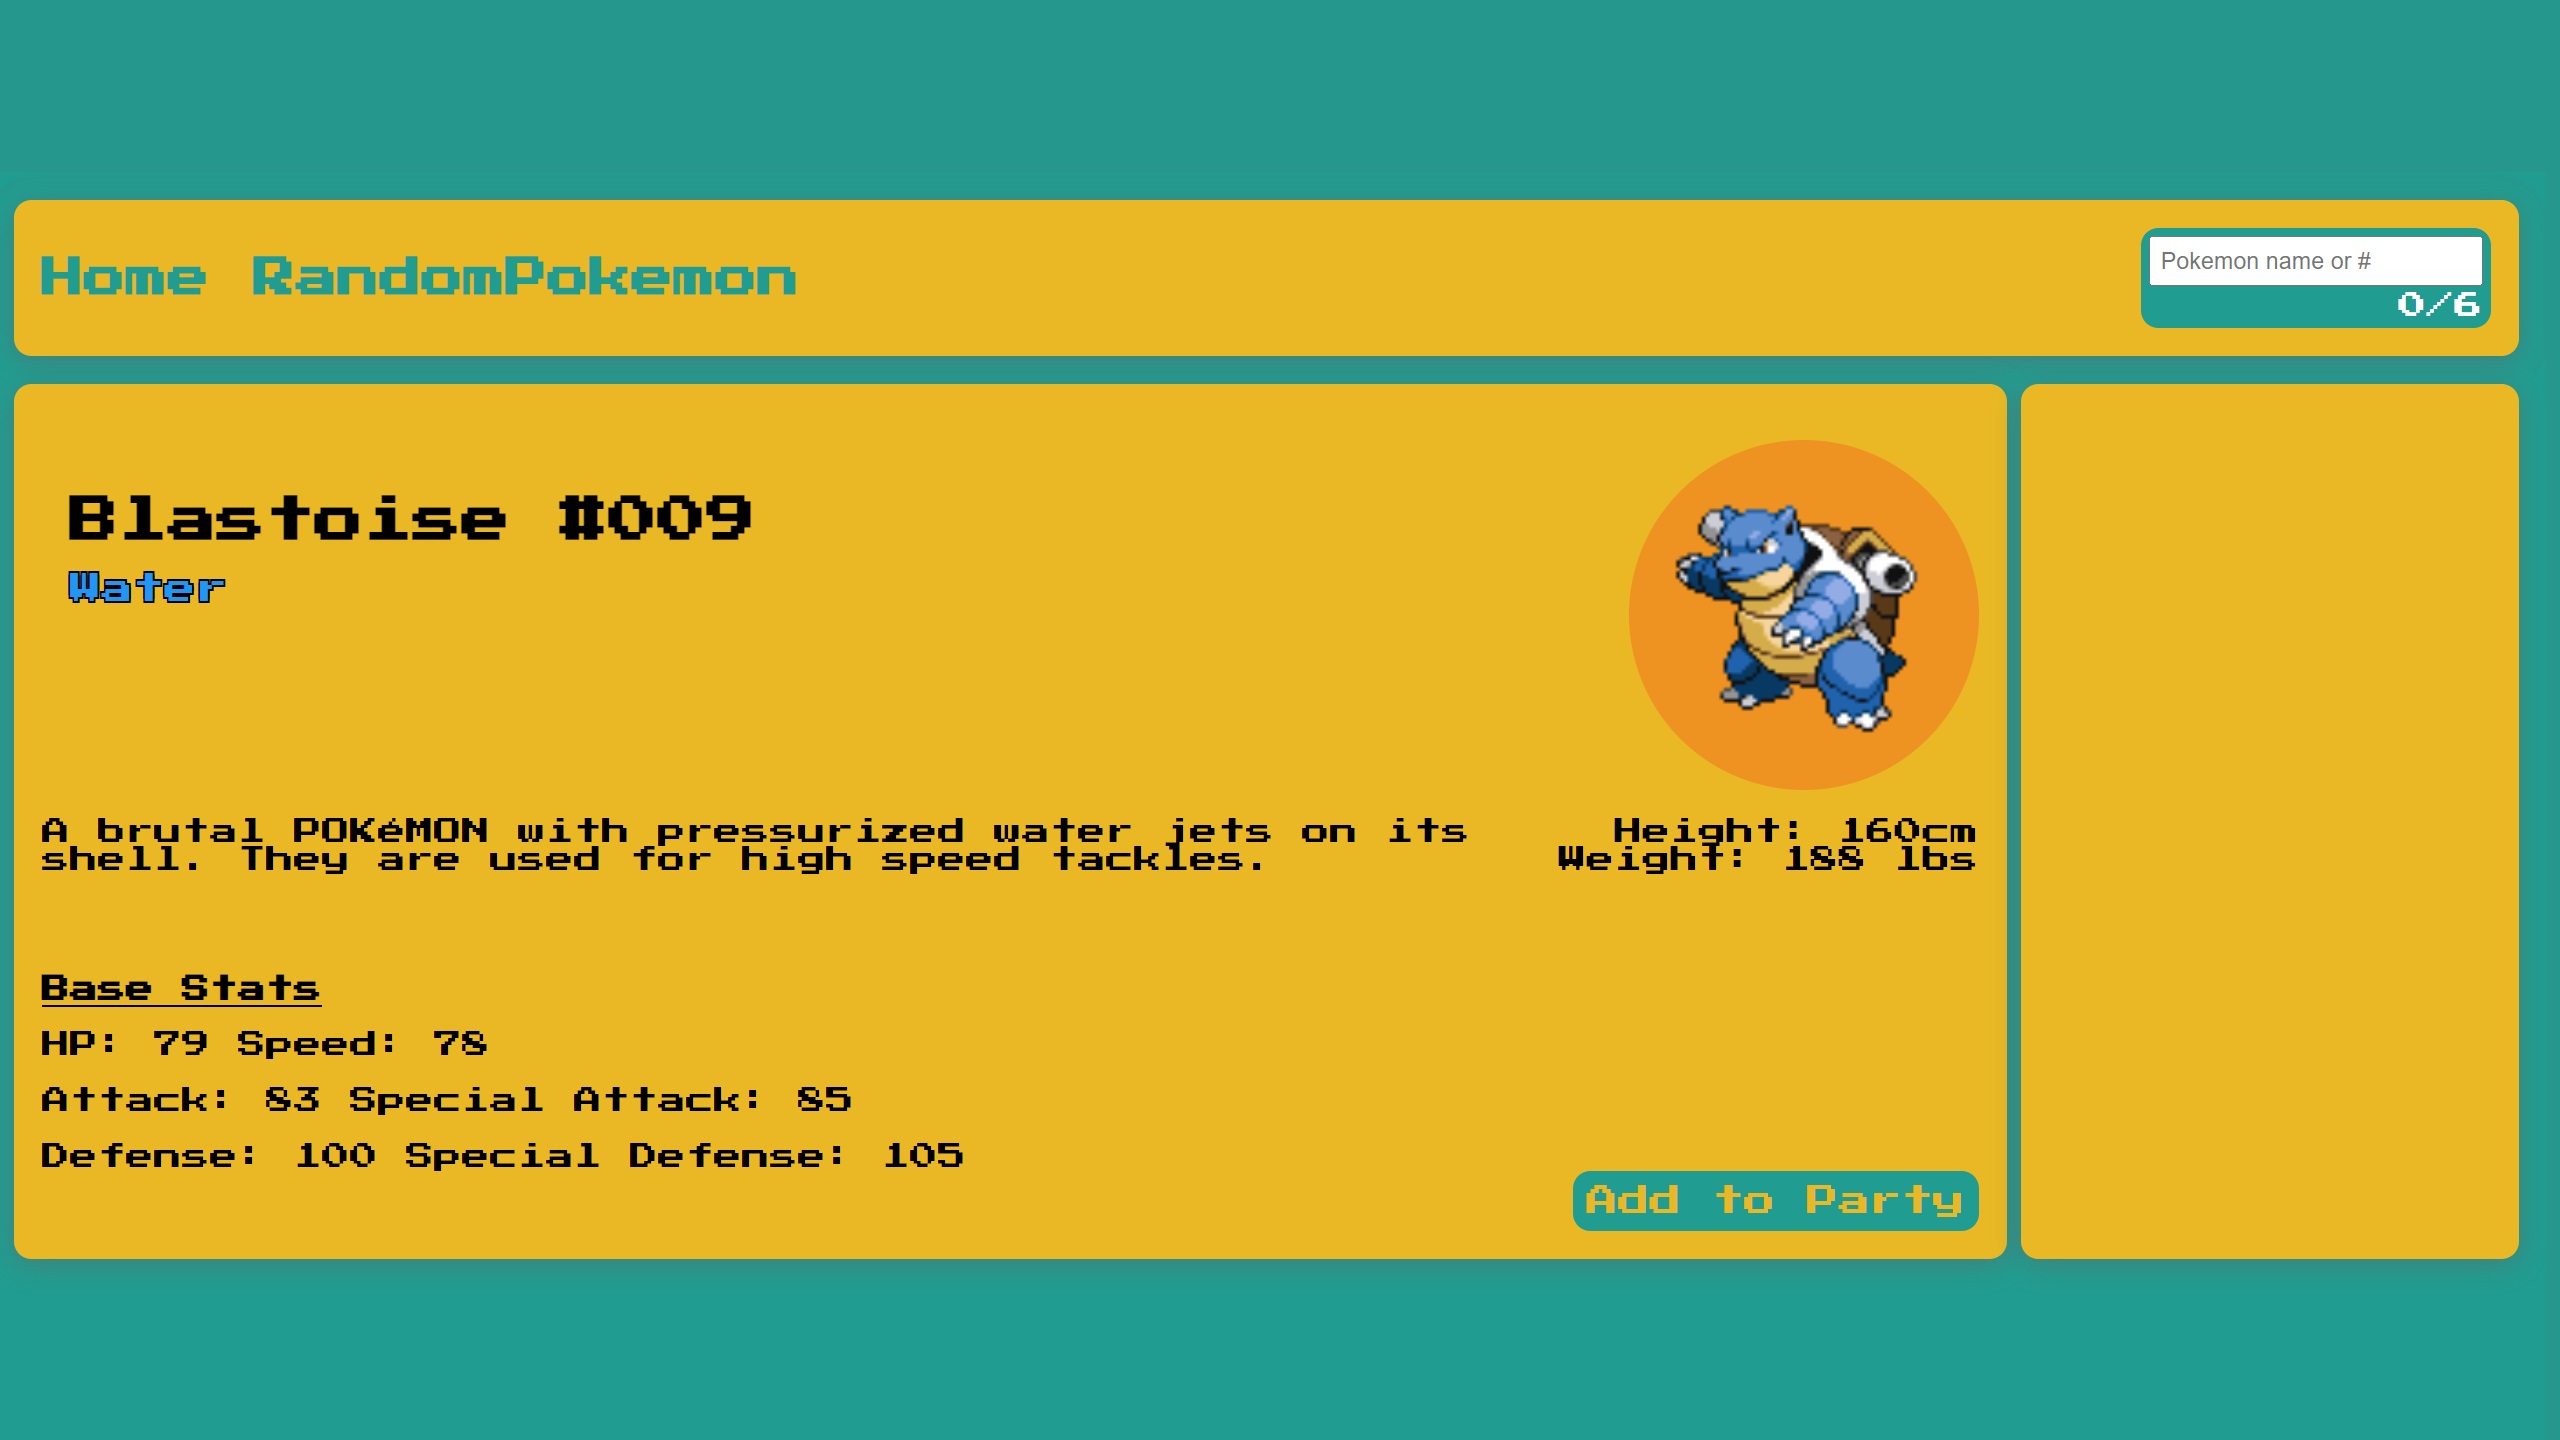 Home RandomPokemon
Pokemon name or #
0/6
Blastoise #009
Water
A brutal POKéMON with pressurized water jets on its
shell. They are used for high speed tackles.
Height: 160cm
Weight: 188 lbs
Base Stats
HP: 79 Speed: 78
Attack: 83 Special Attack: 85
Defense: 100 Special Defense: 105
Add to Party